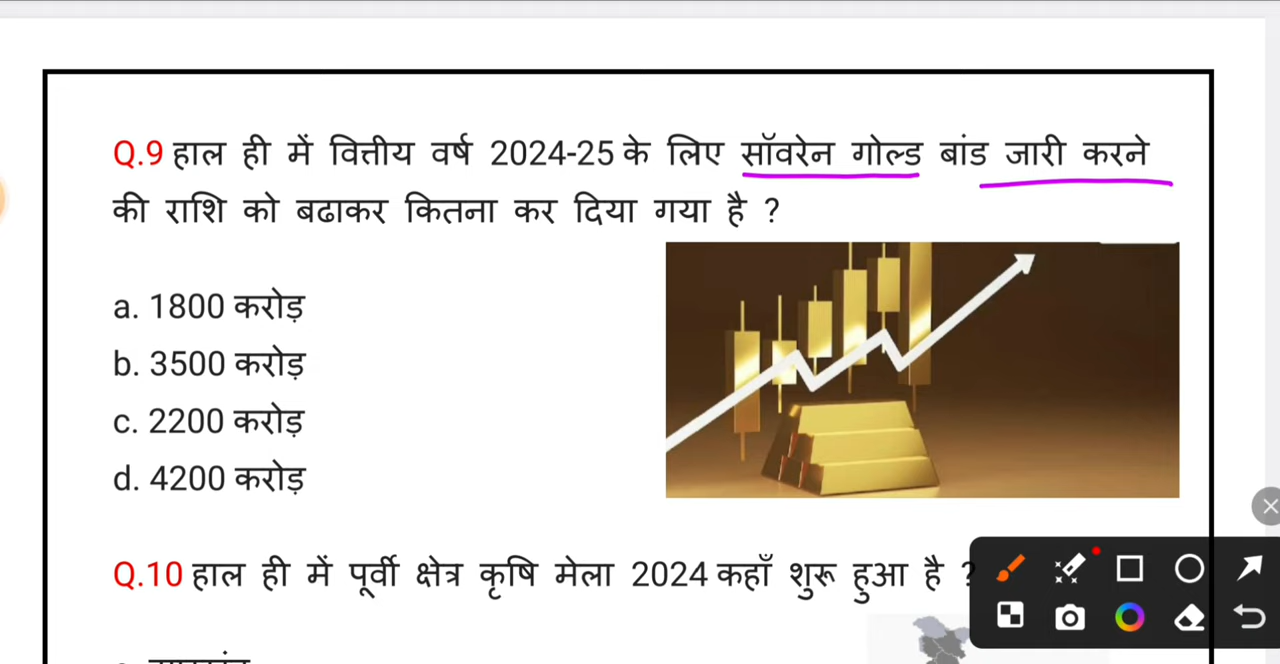 Q.9 हाल ही में वित्तीय वर्ष 2024-25 के लिए सॉवरेन गोल्ड बांड जारी करने
की राशि को बढाकर कितना कर दिया गया है ?
a. 1800 करोड़
b. 3500 करोड़
c. 2200 करोड़
d. 4200 करोड़
Q.10 हाल ही में पूर्वी क्षेत्र कृषि मेला 2024 कहाँ शुरू हुआ है ?